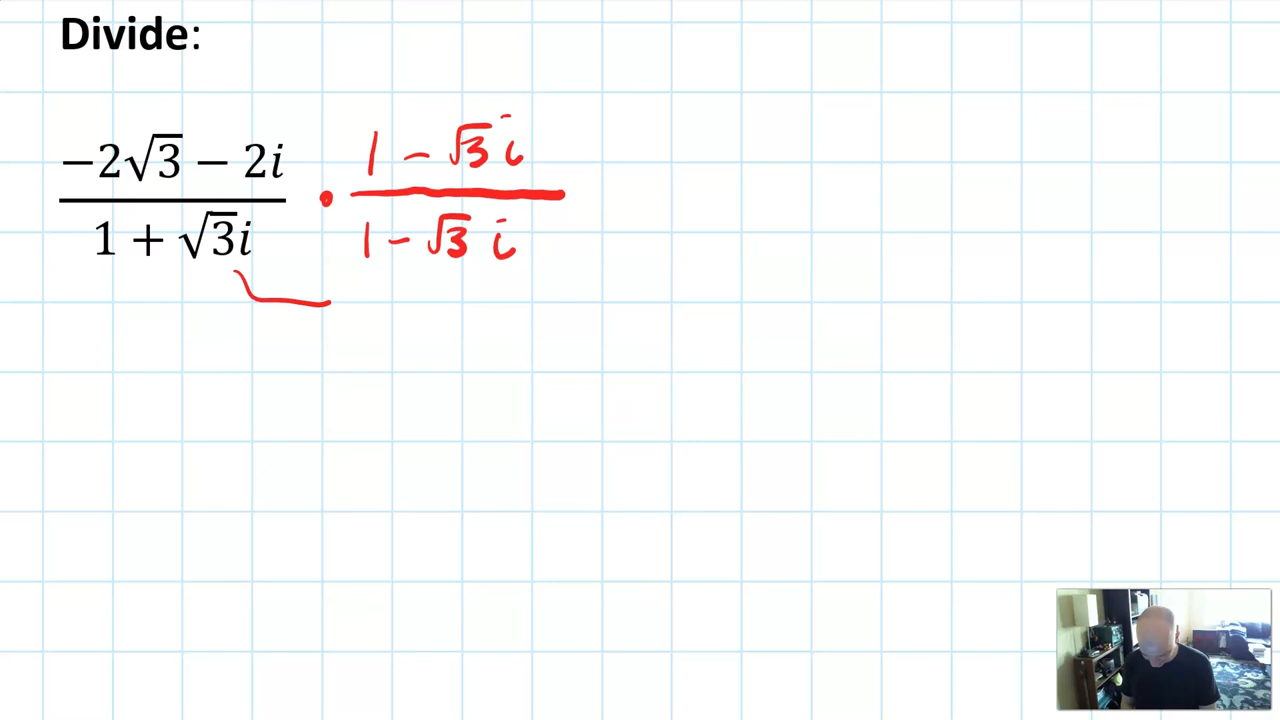 Divide:
−2√3 − 2i / 1 + √3i • 1 − √3 i / 1 − √3 i